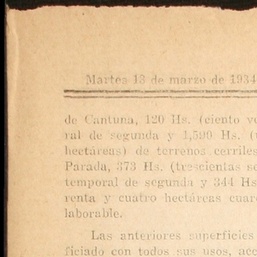 Martes 13 de marzo de 1934
de Cantuna, 120 Hs. (ciento ve
ral de segunda y 1,599 Hs. (
hectáreas) de terrenos cerriles
Parada, 373 Hs. (trescientas se
temporal de segunda y 344 Hs
renta y cuatro hectáreas cuar
laborable.
Las anteriores superficies
ficiado con todos sus usos, acc